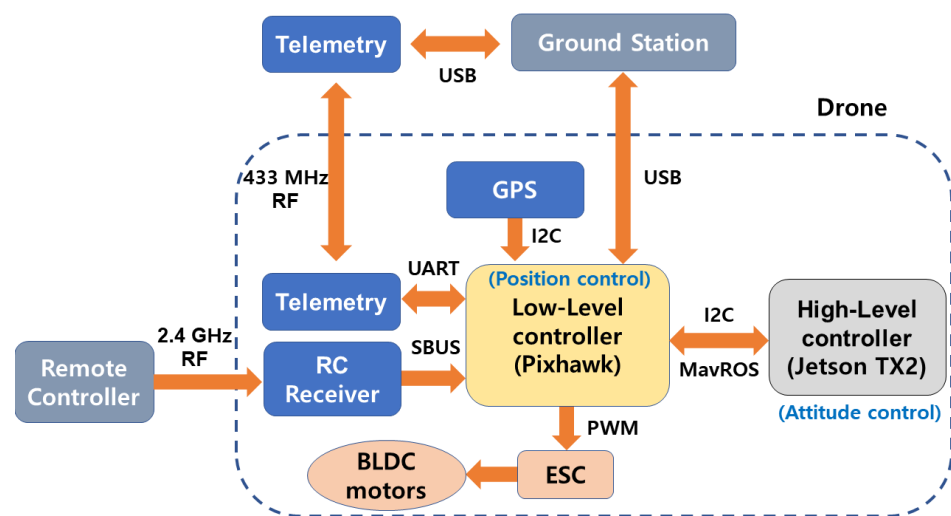 Telemetry
USB
Ground Station
Drone
433 MHz
RF
GPS
USB
I2C
UART
Telemetry
(Position control)
Low-Level
controller
(Pixhawk)
I2C
MavROS
High-Level
controller
(Jetson TX2)
(Attitude control)
2.4 GHz
RF
Remote
Controller
RC
Receiver
SBUS
PWM
BLDC
motors
ESC